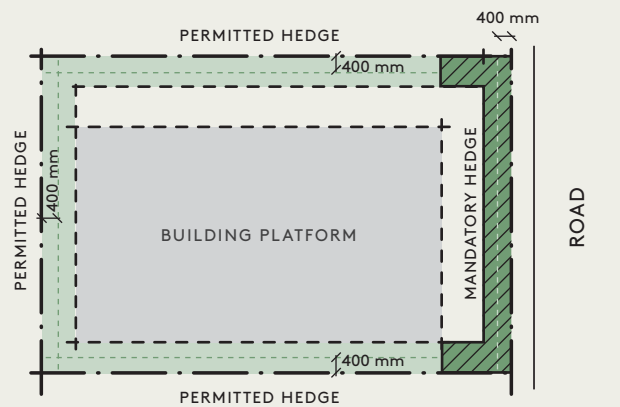 400 mm
PERMITTED HEDGE
400 mm
PERMITTED HEDGE
400 mm
BUILDING PLATFORM
MANDATORY HEDGE
ROAD
400 mm
PERMITTED HEDGE